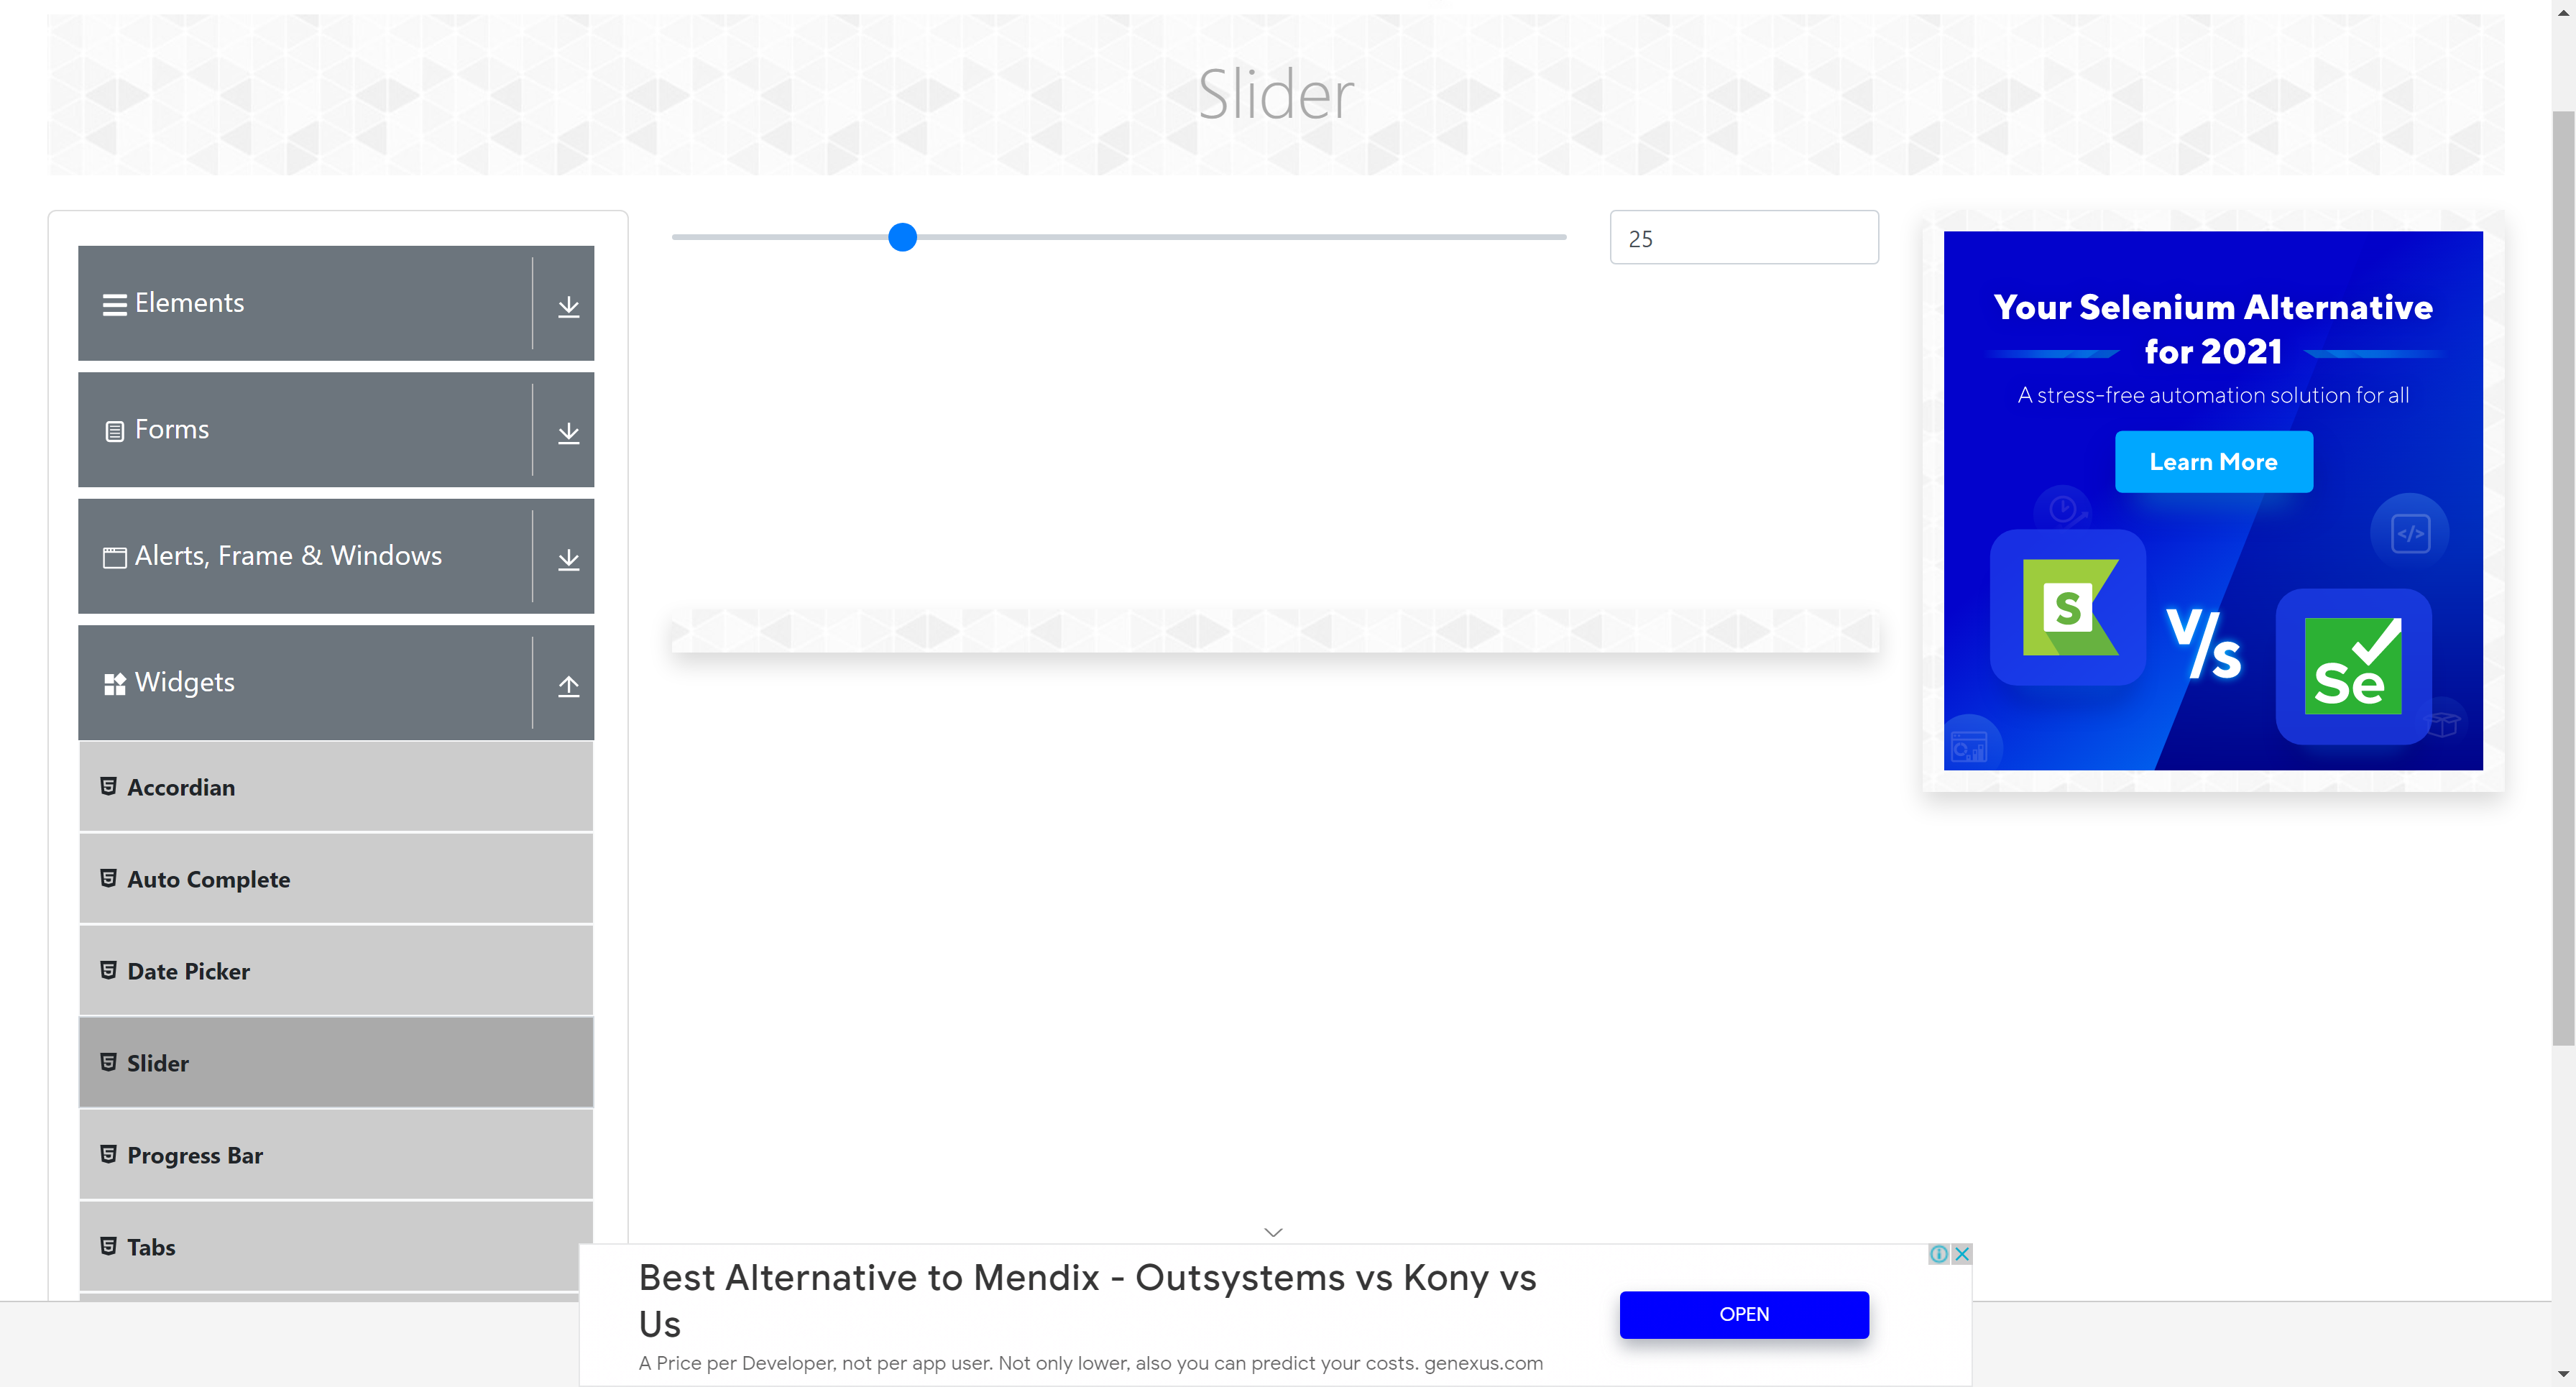 Slider
Elements
Forms
Alerts, Frame & Windows
Widgets
Accordian
Auto Complete
Date Picker
Slider
Progress Bar
Tabs
25
Your Selenium Alternative
for 2021
A stress-free automation solution for all
Learn More
</>
S
V/s
Se
Best Alternative to Mendix - Outsystems vs Kony vs
Us
A Price per Developer, not per app user. Not only lower, also you can predict your costs. genexus.com
OPEN